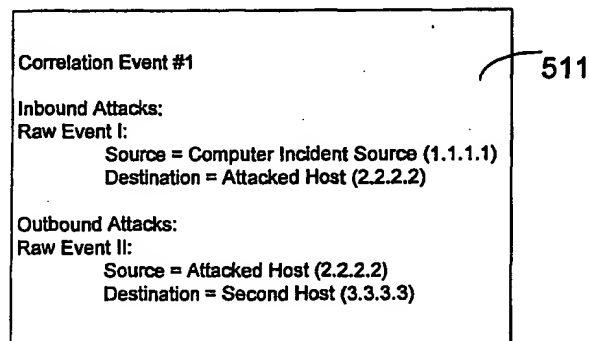 Correlation Event #1
511
Inbound Attacks:
Raw Event I:
Source = Computer Incident Source (1.1.1.1)
Destination = Attacked Host (2.2.2.2)
Outbound Attacks:
Raw Event II:
Source = Attacked Host (2.2.2.2)
Destination = Second Host (3.3.3.3)